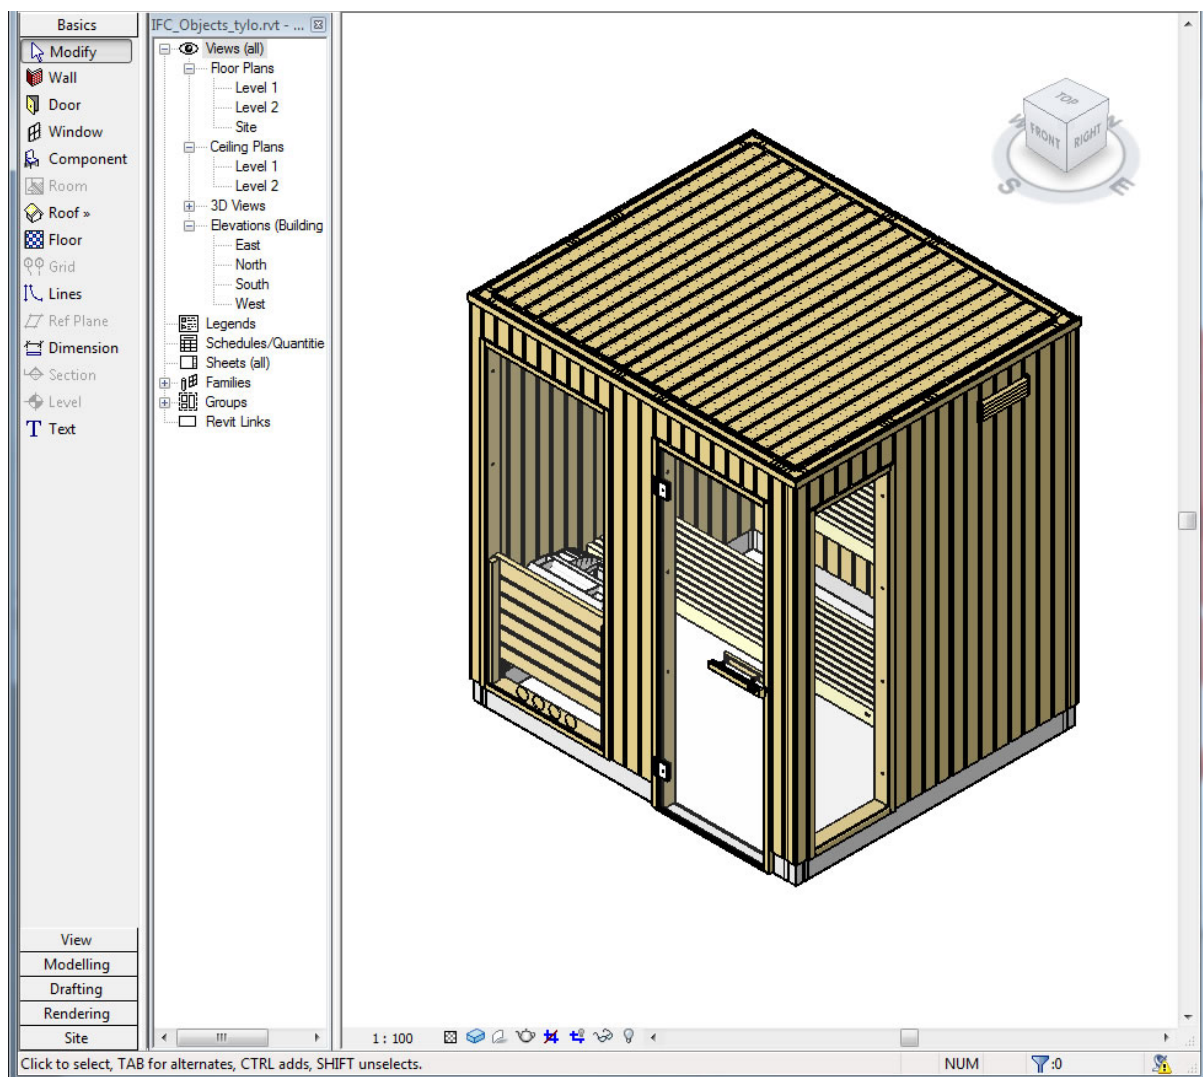 Basics
Modify
Wall
Door
Window
Component
Room
Roof »
Floor
Grid
Lines
Ref Plane
Dimension
Section
Level
Text
View
Modelling
Drafting
Rendering
Site
IFC_Objects_tylo.rvt - ...
Views (all)
Floor Plans
Level 1
Level 2
Site
Ceiling Plans
Level 1
Level 2
3D Views
Elevations (Building
East
North
South
West
Legends
Schedules/Quantitie
Sheets (all)
Families
Groups
Revit Links
TOP
FRONT
RIGHT
W
N
S
E
1 : 100
Click to select, TAB for alternates, CTRL adds, SHIFT unselects.
NUM
:0